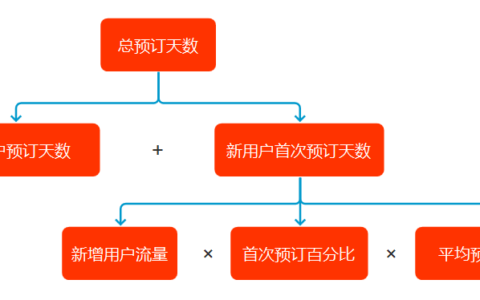 总预订天数
户预订天数
+
新用户首次预订天数
新增用户流量
×
首次预订百分比
×
平均预